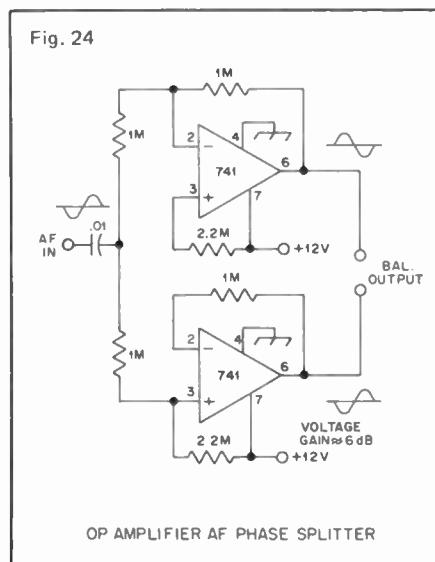 Fig. 24
1M
1M
2
4
741
6
3
7
.01
AF
IN
2.2M
+12V
1M
BAL.
OUTPUT
1M
2
4
741
6
3
7
2.2M
+12V
VOLTAGE
GAIN≈6dB
OP AMPLIFIER AF PHASE SPLITTER